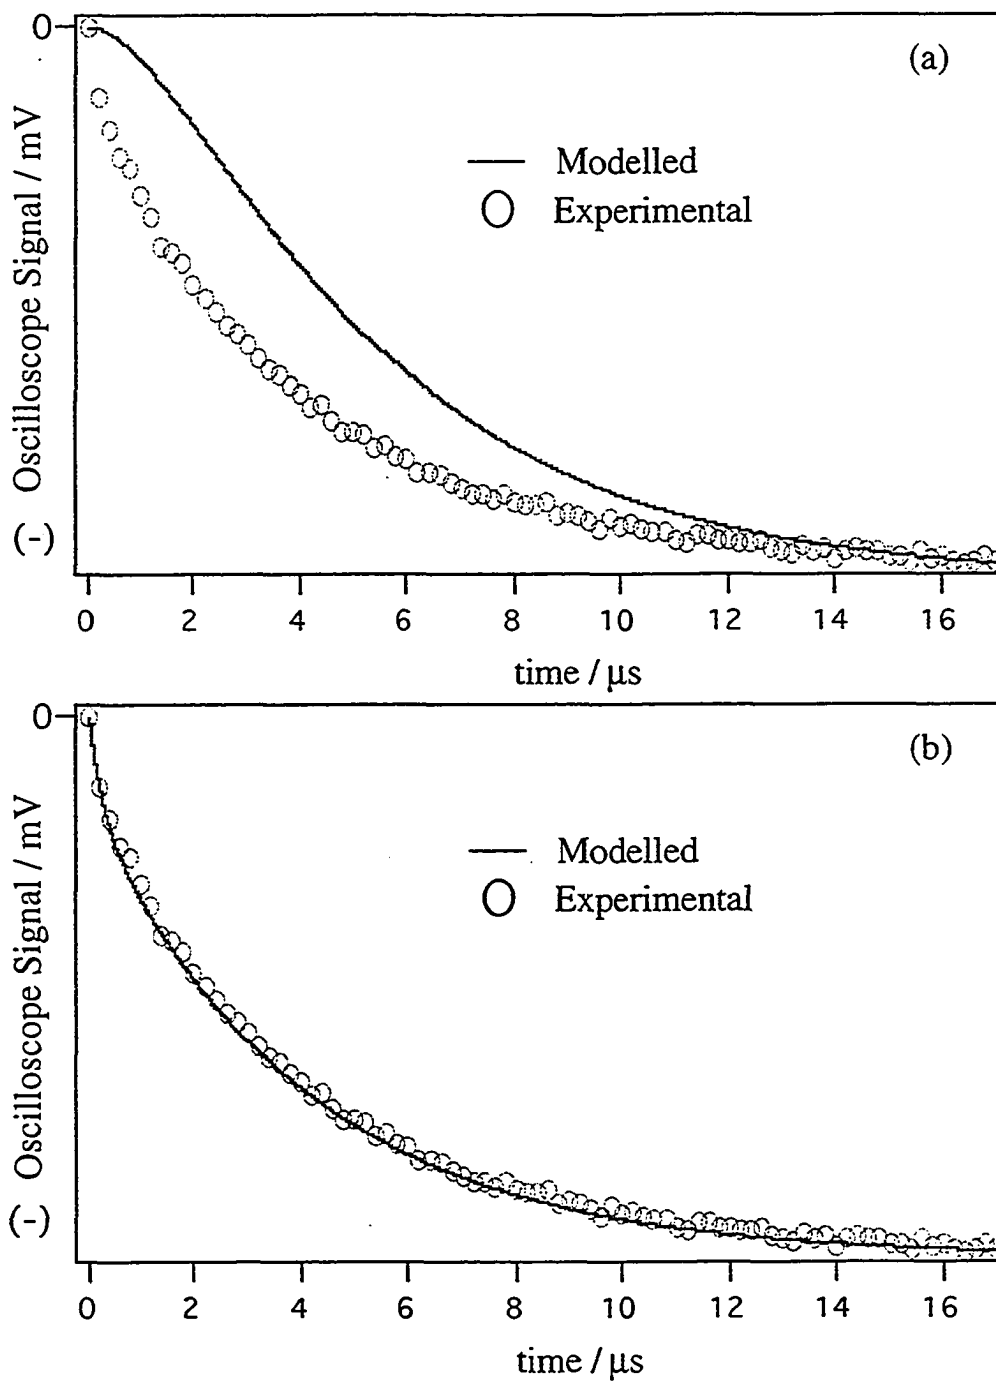 0
(a)
Modelled
Experimental
(-) Oscilloscope Signal / mV
0 2 4 6 8 10 12 14 16
time / µs
0
(b)
Modelled
Experimental
(-) Oscilloscope Signal / mV
0 2 4 6 8 10 12 14 16
time / µs